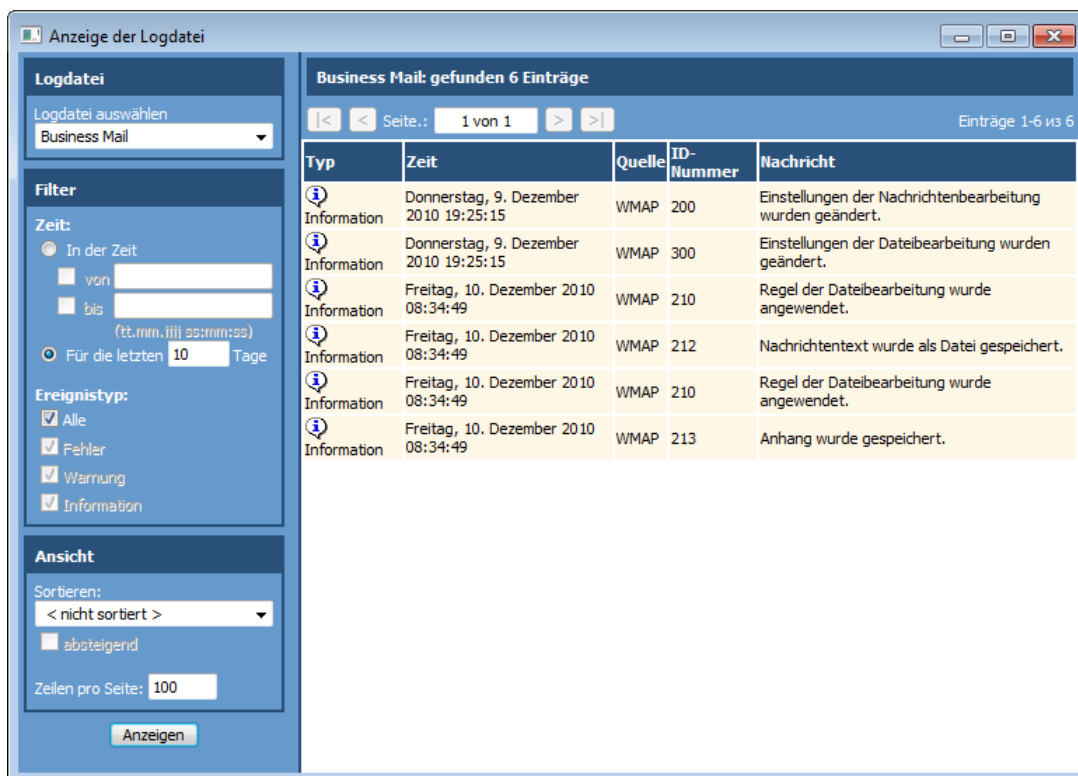 Anzeige der Logdatei
Logdatei
Logdatei auswählen
Business Mail
Filter
Zeit:
In der Zeit
von
bis
(tt.mm.jjjj ss:mm:ss)
Für die letzten 10 Tage
Ereignistyp:
Alle
Fehler
Warnung
Information
Ansicht
Sortieren:
< nicht sortiert >
absteigend
Zeilen pro Seite: 100
Anzeigen
Business Mail: gefunden 6 Einträge
|< < Seite.: 1 von 1 > >| Einträge 1-6 из 6
Typ Zeit Quelle ID-
Nummer Nachricht
Information Donnerstag, 9. Dezember
2010 19:25:15 WMAP 200 Einstellungen der Nachrichtenbearbeitung
wurden geändert.
Information Donnerstag, 9. Dezember
2010 19:25:15 WMAP 300 Einstellungen der Dateibearbeitung wurden
geändert.
Information Freitag, 10. Dezember 2010
08:34:49 WMAP 210 Regel der Dateibearbeitung wurde
angewendet.
Information Freitag, 10. Dezember 2010
08:34:49 WMAP 212 Nachrichtentext wurde als Datei gespeichert.
Information Freitag, 10. Dezember 2010
08:34:49 WMAP 210 Regel der Dateibearbeitung wurde
angewendet.
Information Freitag, 10. Dezember 2010
08:34:49 WMAP 213 Anhang wurde gespeichert.